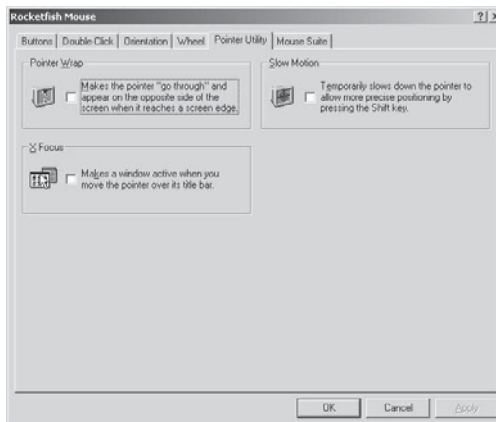 Rocketfish Mouse
Buttons Double-Click Orientation Wheel Pointer Utility Mouse Suite
Pointer Wrap
Makes the pointer "go through" and
appear on the opposite side of the
screen when it reaches a screen edge.
Slow Motion
Temporarily slows down the pointer to
allow more precise positioning by
pressing the Shift key.
X Focus
Makes a window active when you
move the pointer over its title bar.
OK Cancel Apply